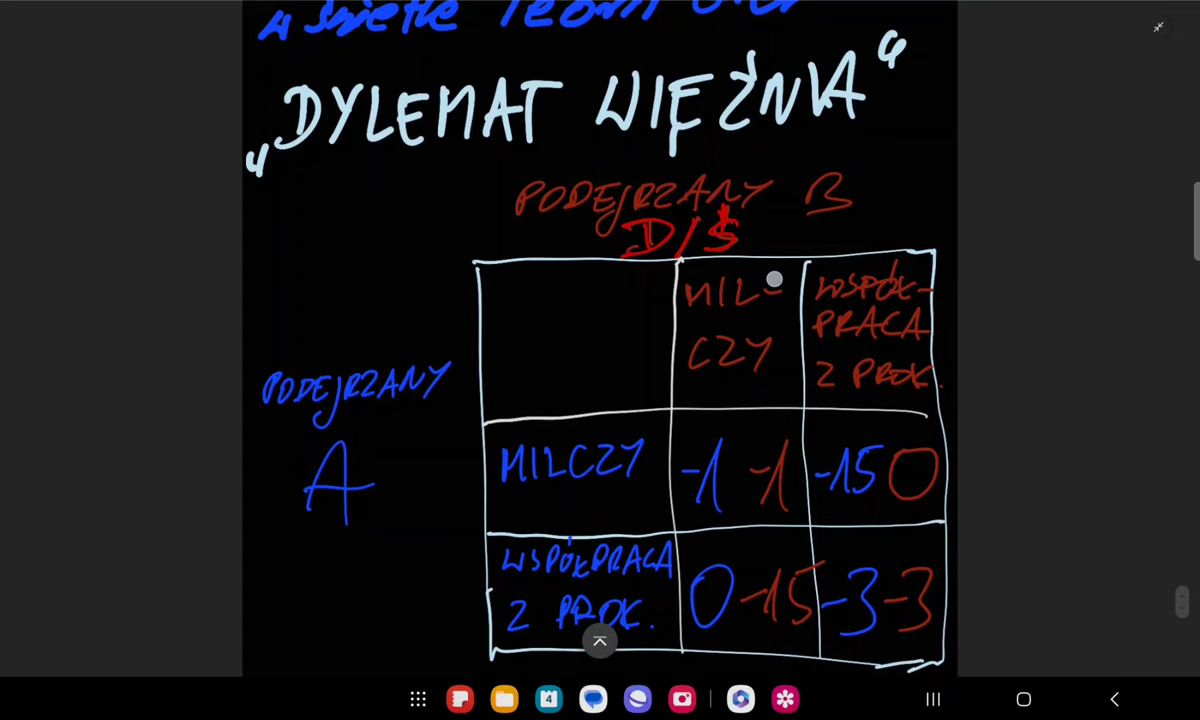 „DYLEMAT WIĘŹNIA“
PODEJRZANY B
D/S
MIL-
CZY
WSPÓŁ-
PRACA
Z PROK.
PODEJRZANY
A
MILCZY
-1 -1
-15 0
WSPÓŁPRACA
Z PROK.
0 -15
-3 -3
4